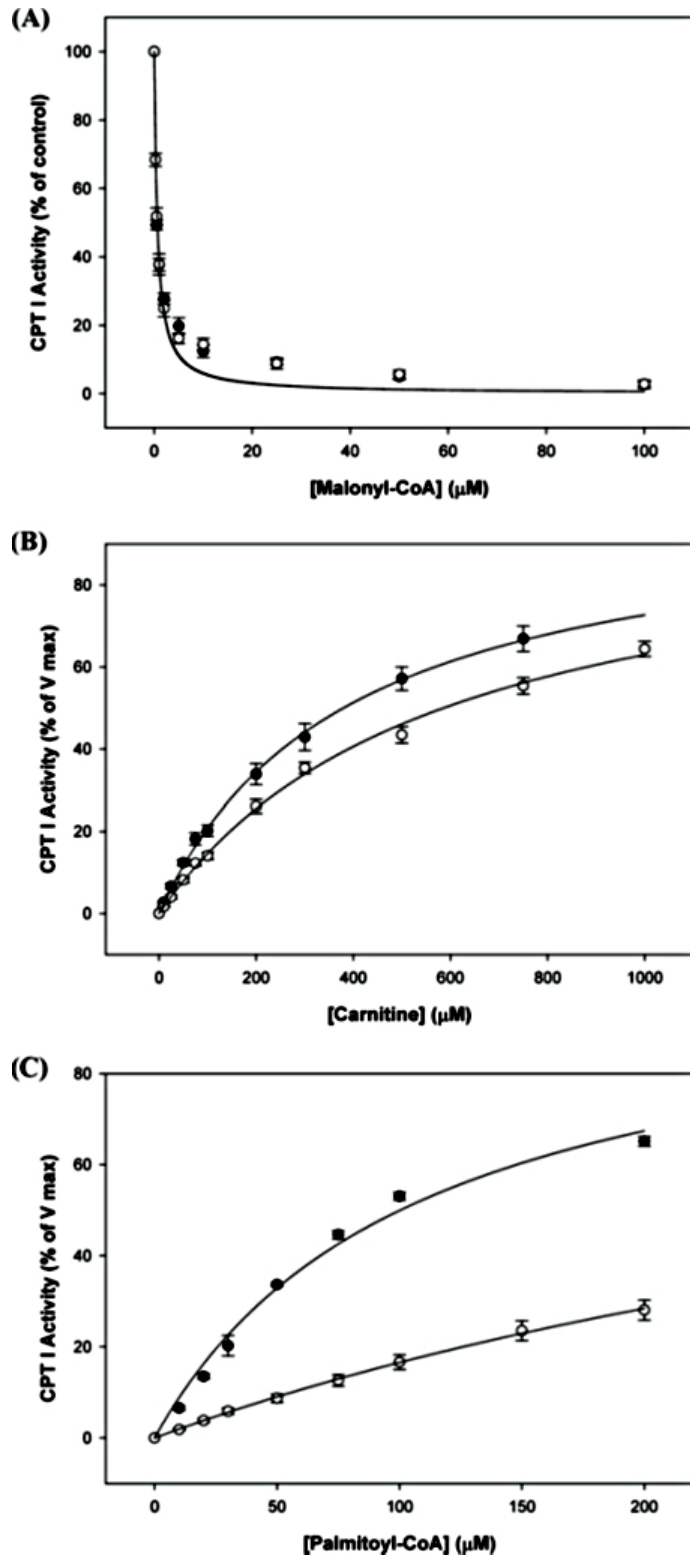 (A)
100
80
60
40
20
0
CPT I Activity (% of control)
0 20 40 60 80 100
[Malonyl-CoA] (µM)
(B)
80
60
40
20
0
CPT I Activity (% of V max)
0 200 400 600 800 1000
[Carnitine] (µM)
(C)
80
60
40
20
0
CPT I Activity (% of V max)
0 50 100 150 200
[Palmitoyl-CoA] (µM)